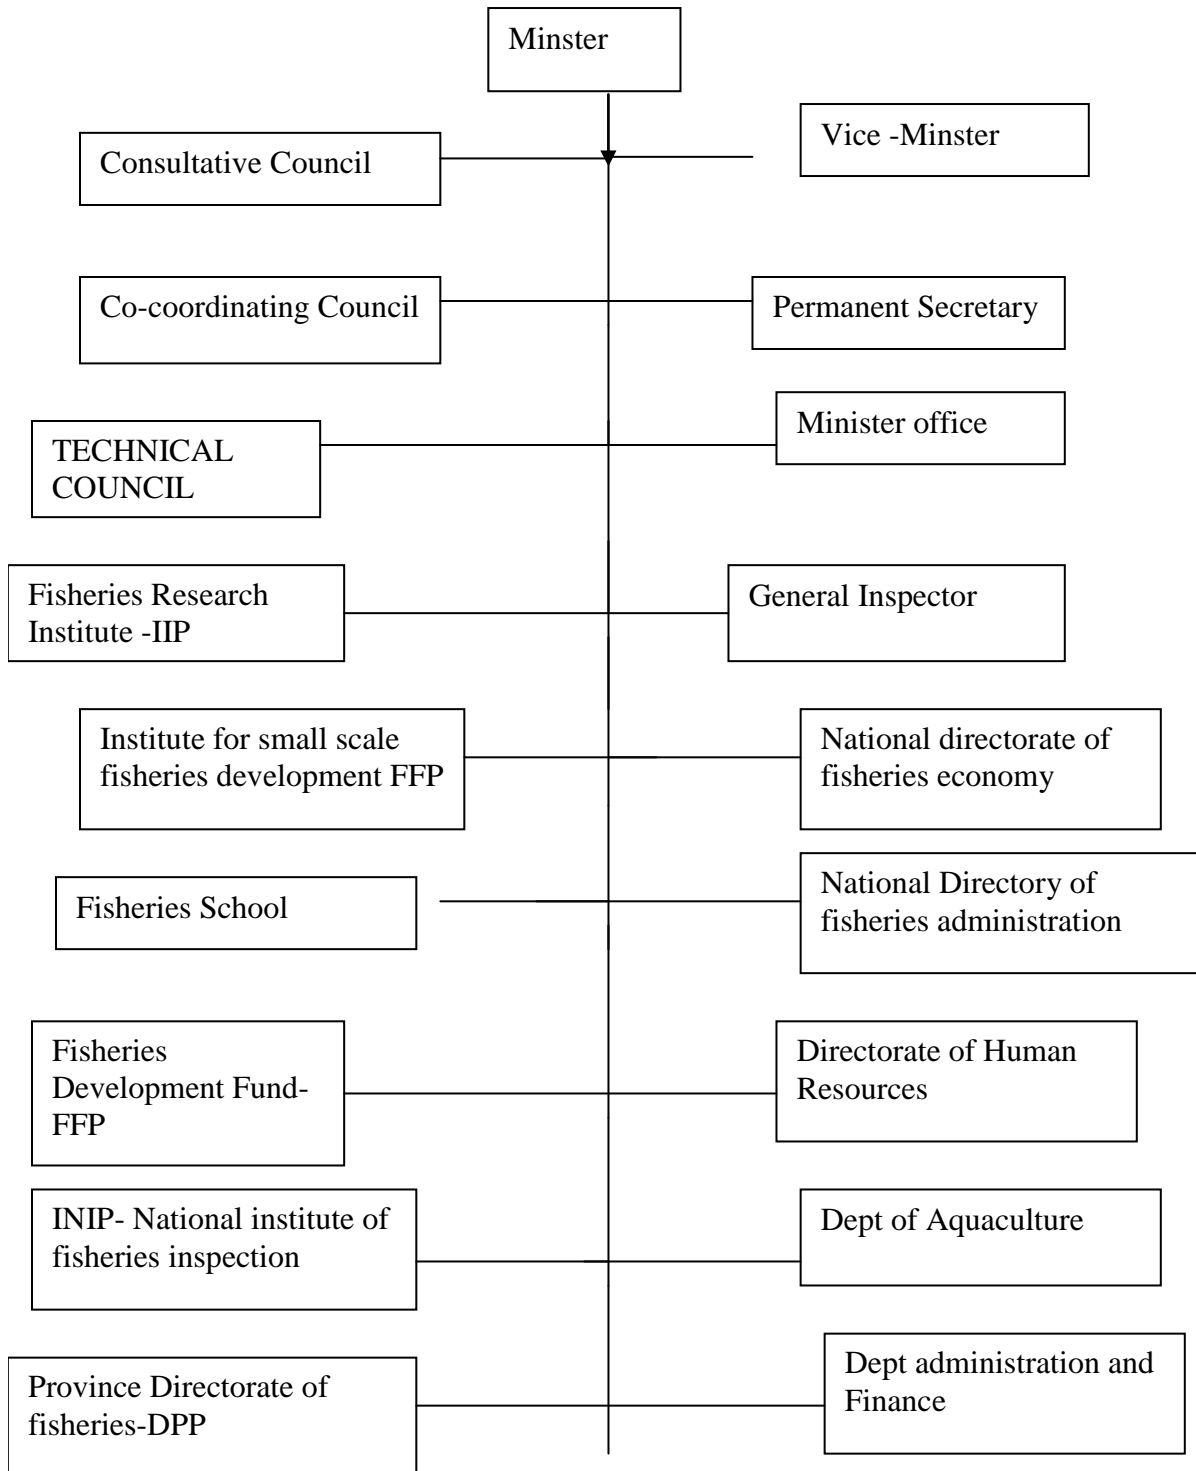 Minster
Vice -Minster
Consultative Council
Co-coordinating Council
Permanent Secretary
Minister office
TECHNICAL
COUNCIL
Fisheries Research
Institute -IIP
General Inspector
Institute for small scale
fisheries development FFP
National directorate of
fisheries economy
Fisheries School
National Directory of
fisheries administration
Fisheries
Development Fund-
FFP
Directorate of Human
Resources
INIP- National institute of
fisheries inspection
Dept of Aquaculture
Province Directorate of
fisheries-DPP
Dept administration and
Finance